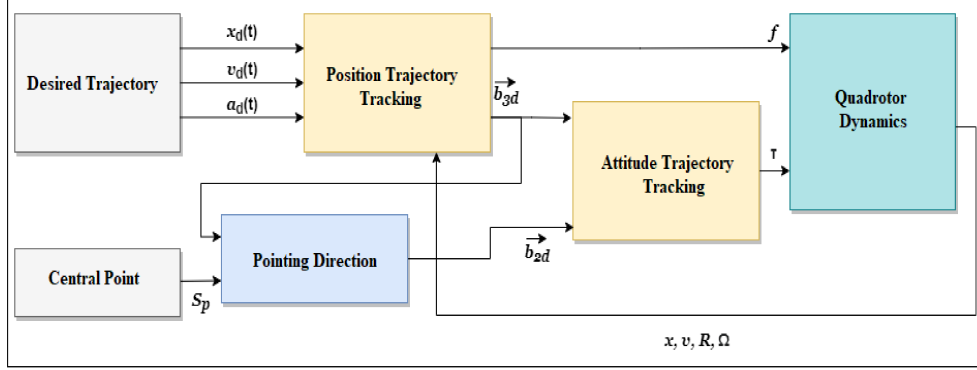 Desired Trajectory
x_d(t)
v_d(t)
a_d(t)
Position Trajectory
Tracking
f
b_3d
Quadrotor
Dynamics
Attitude Trajectory
Tracking
τ
Pointing Direction
b_2d
Central Point
S_p
x, v, R, Ω